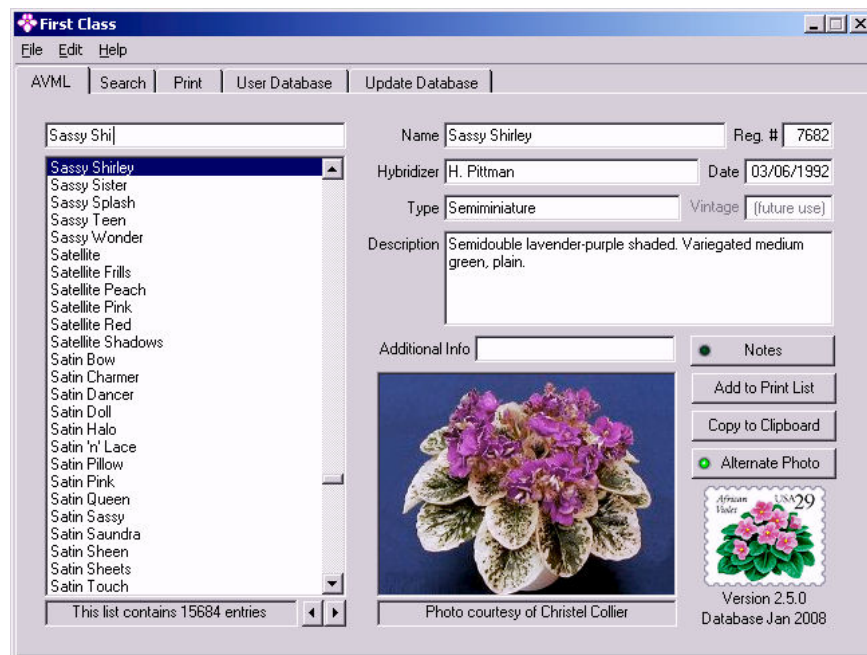 First Class
File Edit Help
AVML Search Print User Database Update Database
Sassy Shi
Sassy Shirley
Sassy Sister
Sassy Splash
Sassy Teen
Sassy Wonder
Satellite
Satellite Frills
Satellite Peach
Satellite Pink
Satellite Red
Satellite Shadows
Satin Bow
Satin Charmer
Satin Dancer
Satin Doll
Satin Halo
Satin 'n' Lace
Satin Pillow
Satin Pink
Satin Queen
Satin Sassy
Satin Saundra
Satin Sheen
Satin Sheets
Satin Touch
This list contains 15684 entries
Name Sassy Shirley Reg. # 7682
Hybridizer H. Pittman Date 03/06/1992
Type Semiminiature Vintage (future use)
Description Semidouble lavender-purple shaded. Variegated medium
green, plain.
Additional Info
Notes
Add to Print List
Copy to Clipboard
Alternate Photo
Photo courtesy of Christel Collier
African USA 29
Violet
Version 2.5.0
Database Jan 2008